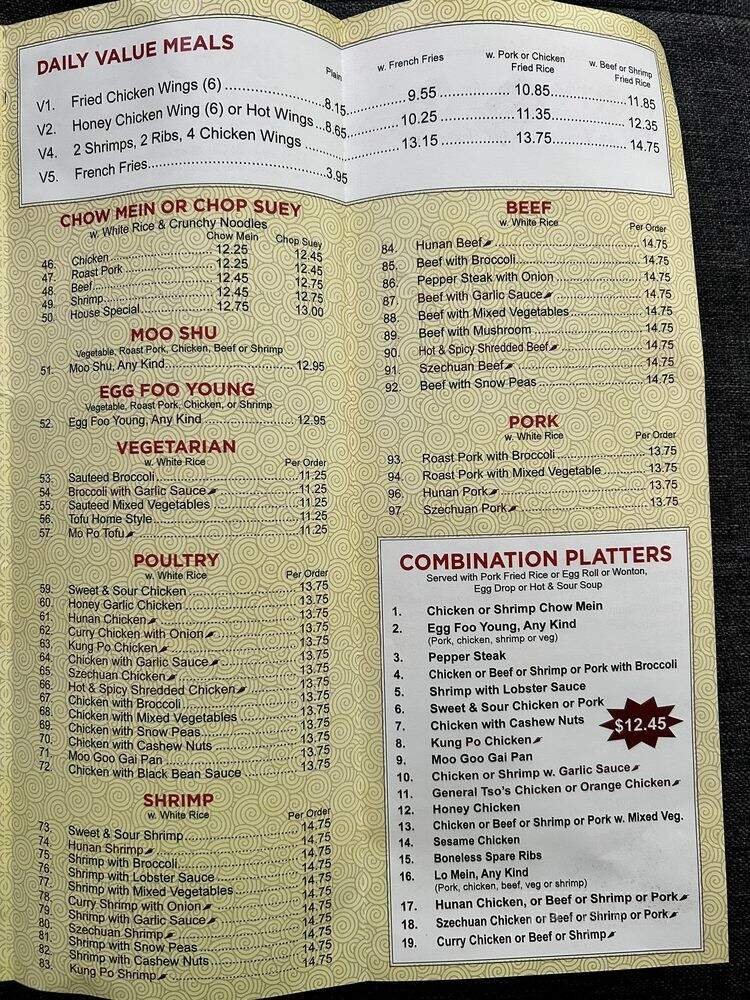 DAILY VALUE MEALS
Plain w. French Fries w. Pork or Chicken Fried Rice w. Beef or Shrimp Fried Rice
V1. Fried Chicken Wings (6) 8.15 9.55 10.85 11.85
V2. Honey Chicken Wing (6) or Hot Wings 8.65 10.25 11.35 12.35
V4. 2 Shrimps, 2 Ribs, 4 Chicken Wings 13.15 13.75 14.75
V5. French Fries 3.95
CHOW MEIN OR CHOP SUEY
w. White Rice & Crunchy Noodles
Chow Mein Chop Suey
46. Chicken 12.25 12.45
47. Roast Pork 12.25 12.45
48. Beef 12.45 12.75
49. Shrimp 12.45 12.75
50. House Special 12.75 13.00
MOO SHU
Vegetable, Roast Pork, Chicken, Beef or Shrimp
51. Moo Shu, Any Kind 12.95
EGG FOO YOUNG
Vegetable, Roast Pork, Chicken, or Shrimp
52. Egg Foo Young, Any Kind 12.95
VEGETARIAN
w. White Rice Per Order
53. Sauteed Broccoli 11.25
54. Broccoli with Garlic Sauce 11.25
55. Sauteed Mixed Vegetables 11.25
56. Tofu Home Style 11.25
57. Mo Po Tofu 11.25
POULTRY
w. White Rice Per Order
59. Sweet & Sour Chicken 13.75
60. Honey Garlic Chicken 13.75
61. Hunan Chicken 13.75
62. Curry Chicken with Onion 13.75
63. Kung Po Chicken 13.75
64. Chicken with Garlic Sauce 13.75
65. Szechuan Chicken 13.75
66. Hot & Spicy Shredded Chicken 13.75
67. Chicken with Broccoli 13.75
68. Chicken with Mixed Vegetables 13.75
69. Chicken with Snow Peas 13.75
70. Chicken with Cashew Nuts 13.75
71. Moo Goo Gai Pan 13.75
72. Chicken with Black Bean Sauce 13.75
SHRIMP
w. White Rice Per Order
73. Sweet & Sour Shrimp 14.75
74. Hunan Shrimp 14.75
75. Shrimp with Broccoli 14.75
76. Shrimp with Lobster Sauce 14.75
77. Shrimp with Mixed Vegetables 14.75
78. Curry Shrimp with Onion 14.75
79. Shrimp with Garlic Sauce 14.75
80. Szechuan Shrimp 14.75
81. Shrimp with Snow Peas 14.75
82. Shrimp with Cashew Nuts 14.75
83. Kung Po Shrimp 14.75
BEEF
w. White Rice Per Order
84. Hunan Beef 14.75
85. Beef with Broccoli 14.75
86. Pepper Steak with Onion 14.75
87. Beef with Garlic Sauce 14.75
88. Beef with Mixed Vegetables 14.75
89. Beef with Mushroom 14.75
90. Hot & Spicy Shredded Beef 14.75
91 Szechuan Beef 14.75
92. Beef with Snow Peas 14.75
PORK
w. White Rice Per Order
93. Roast Pork with Broccoli 13.75
94. Roast Pork with Mixed Vegetable 13.75
96. Hunan Pork 13.75
97. Szechuan Pork 13.75
COMBINATION PLATTERS
Served with Pork Fried Rice or Egg Roll or Wonton,
Egg Drop or Hot & Sour Soup
1. Chicken or Shrimp Chow Mein
2. Egg Foo Young, Any Kind
(Pork, chicken, shrimp or veg)
3. Pepper Steak
4. Chicken or Beef or Shrimp or Pork with Broccoli
5. Shrimp with Lobster Sauce
6. Sweet & Sour Chicken or Pork
7. Chicken with Cashew Nuts
$12.45
8. Kung Po Chicken
9. Moo Goo Gai Pan
10. Chicken or Shrimp w. Garlic Sauce
11. General Tso's Chicken or Orange Chicken
12. Honey Chicken
13. Chicken or Beef or Shrimp or Pork w. Mixed Veg.
14. Sesame Chicken
15. Boneless Spare Ribs
16. Lo Mein, Any Kind
(Pork, chicken, beef, veg or shrimp)
17. Hunan Chicken, or Beef or Shrimp or Pork
18. Szechuan Chicken or Beef or Shrimp or Pork
19. Curry Chicken or Beef or Shrimp